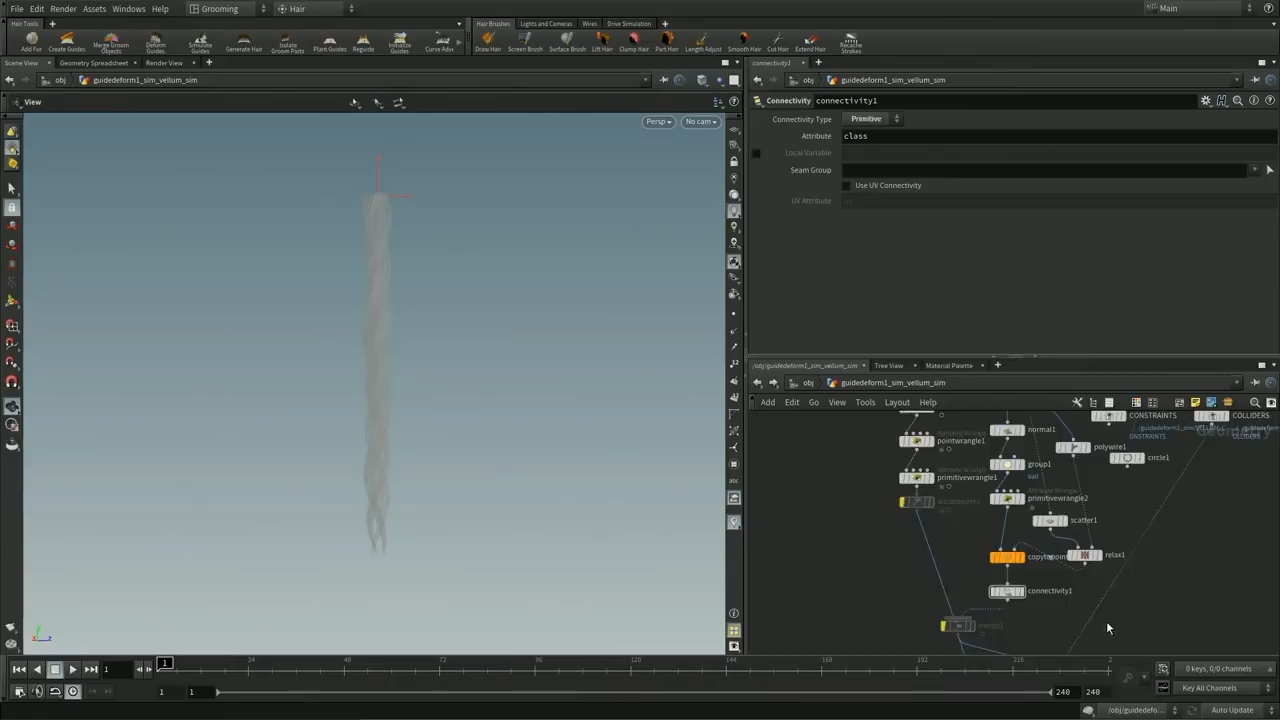 File Edit Render Assets Windows Help Grooming Hair Main
Hair Tools Hair Brushes Lights and Cameras Wires Drive Simulation
Add Fur Create Guides Merge Groom Objects Deform Guides Simulate Guides Generate Hair Isolate Groom Parts Plant Guides Reguide Initialize Guides Curve Adv Draw Hair Screen Brush Surface Brush Lift Hair Clump Hair Part Hair Length Adjust Smooth Hair Cut Hair Extend Hair Recache Strokes
Scene View Geometry Spreadsheet Render View
connectivity1
obj guidedeform1_sim_vellum_sim
obj guidedeform1_sim_vellum_sim
View
Persp No cam
Connectivity connectivity1
Connectivity Type Primitive
Attribute class
Local Variable
Seam Group
Use UV Connectivity
UV Attribute
/obj/guidedeform1_sim_vellum_sim Tree View Material Palette
obj guidedeform1_sim_vellum_sim
Add Edit Go View Tools Layout Help
CONSTRAINTS COLLIDERS
CONSTRAINTS
normal1
pointwrangle1
polywire1
circle1
group1
primitivewrangle1
primitivewrangle2
scatter1
relax1
connectivity1
1
1
24 48 72 96 120 144 168 192 216 2
0 keys, 0/0 channels
1 1 240 240
Key All Channels
/obj/guidedefo... Auto Update